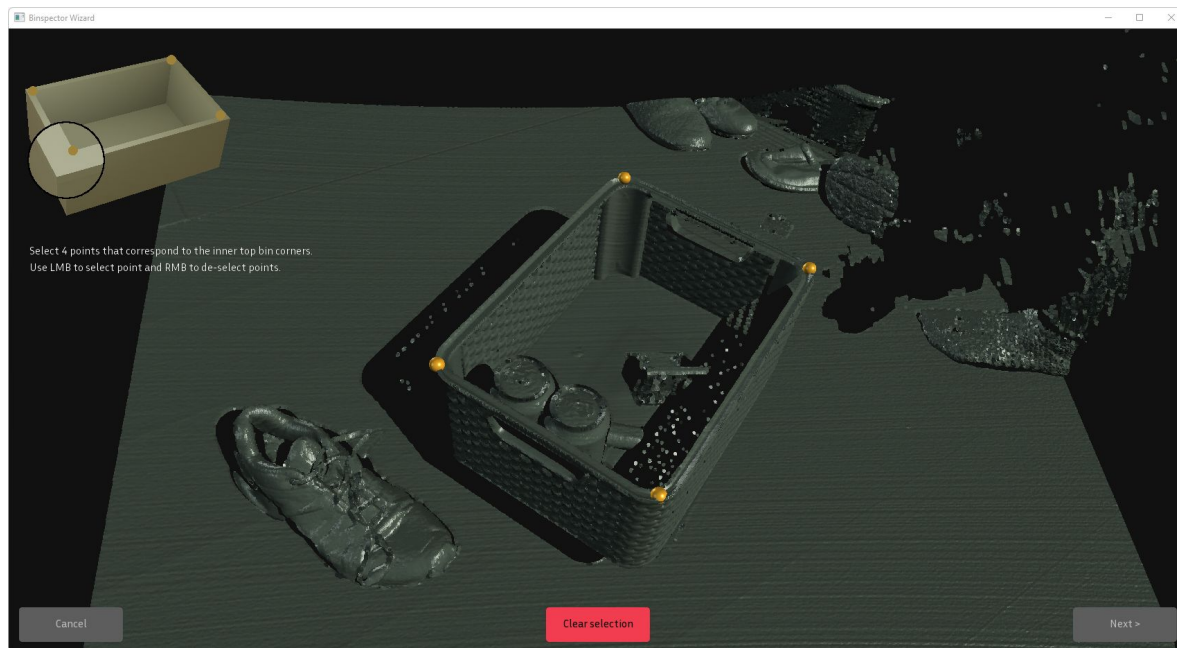 Binspector Wizard
Select 4 points that correspond to the inner top bin corners.
Use LMB to select point and RMB to de-select points.
Cancel
Clear selection
Next >